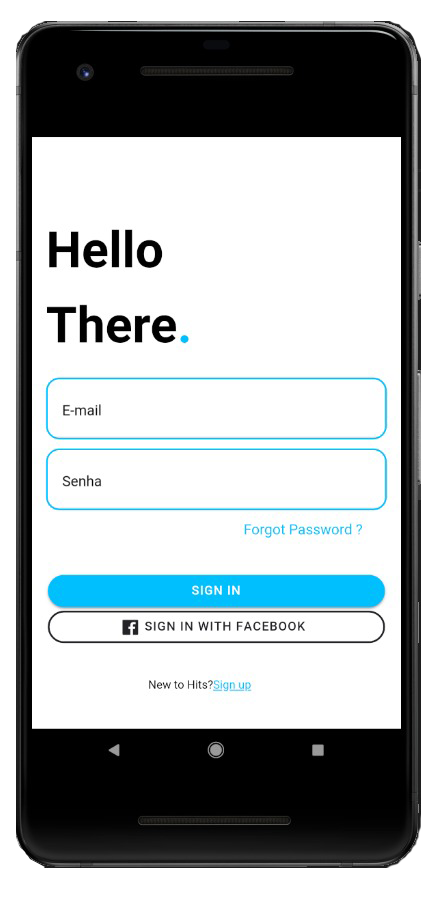 Hello
There.
E-mail
Senha
Forgot Password ?
SIGN IN
SIGN IN WITH FACEBOOK
New to Hits?Sign up